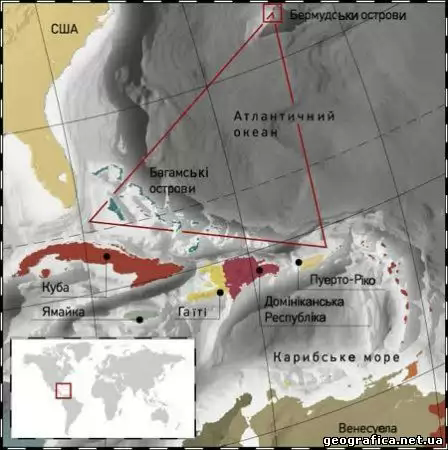 США
Бермудськи острови
Атлантичний
океан
Багамські
острови
Куба
Пуерто-Ріко
Ямайка
Гаїті
Домініканська
Республіка
Карибське море
Венесуела
geografica.net.ua